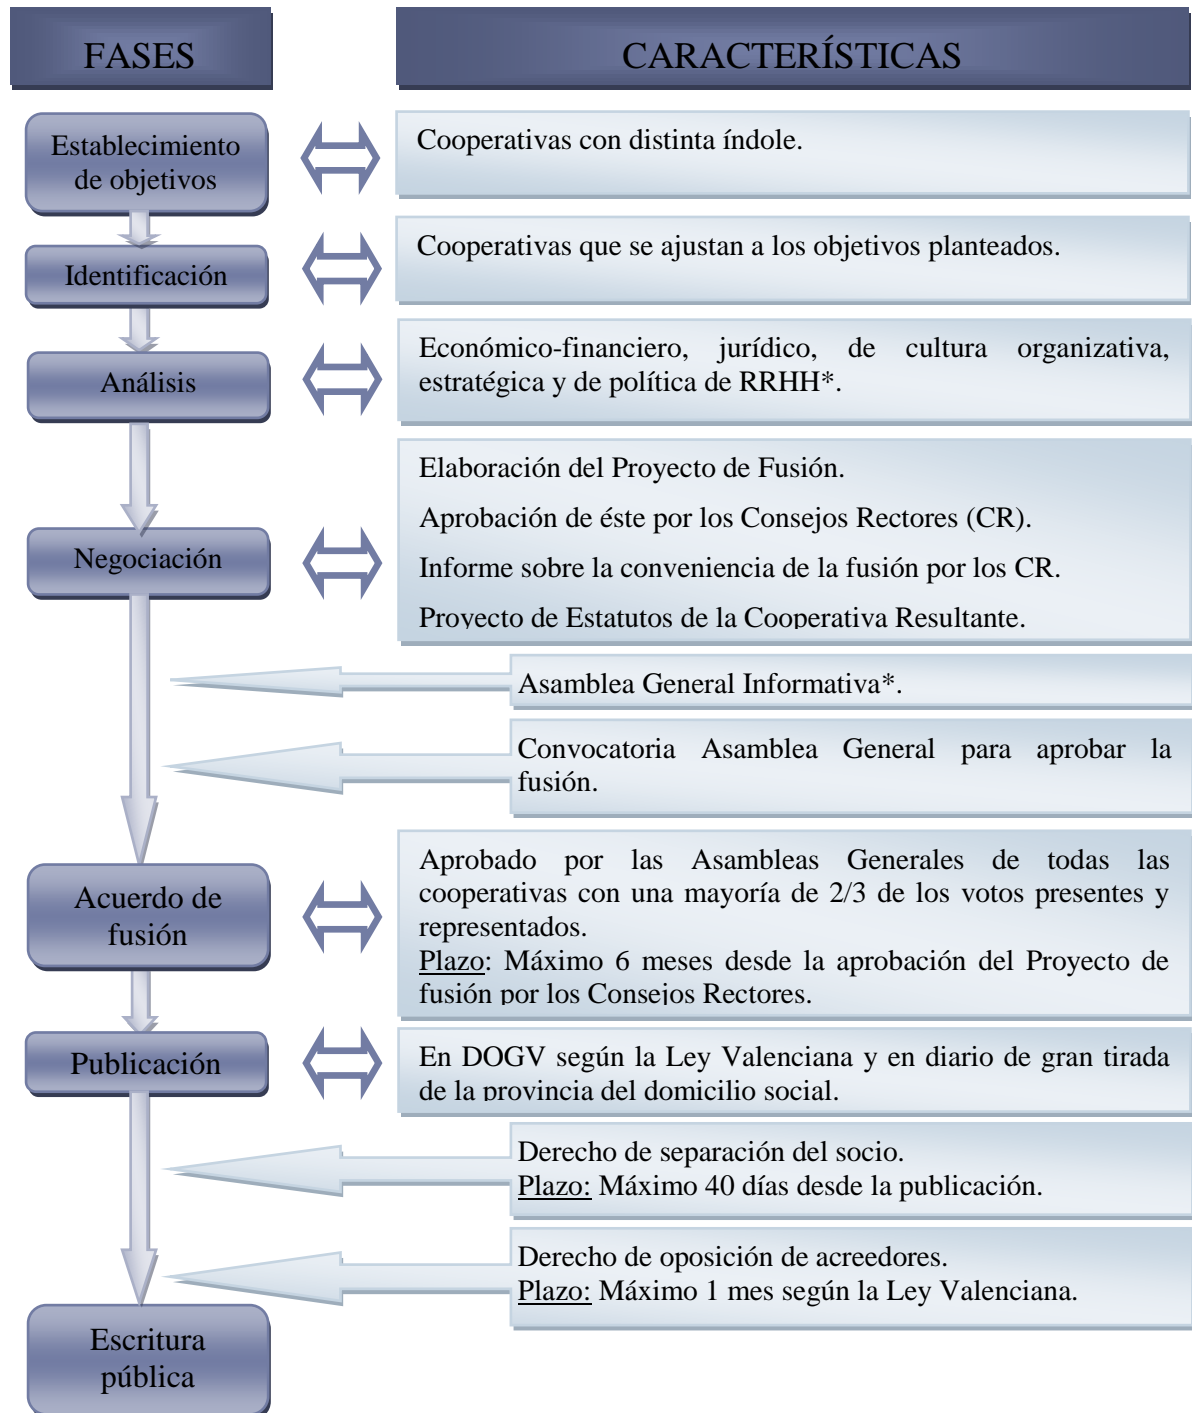 FASES
CARACTERÍSTICAS
Establecimiento
de objetivos
Cooperativas con distinta índole.
Identificación
Cooperativas que se ajustan a los objetivos planteados.
Análisis
Económico-financiero, jurídico, de cultura organizativa,
estratégica y de política de RRHH*.
Negociación
Elaboración del Proyecto de Fusión.
Aprobación de éste por los Consejos Rectores (CR).
Informe sobre la conveniencia de la fusión por los CR.
Proyecto de Estatutos de la Cooperativa Resultante.
Asamblea General Informativa*.
Convocatoria Asamblea General para aprobar la
fusión.
Acuerdo de
fusión
Aprobado por las Asambleas Generales de todas las
cooperativas con una mayoría de 2/3 de los votos presentes y
representados.
Plazo: Máximo 6 meses desde la aprobación del Proyecto de
fusión por los Consejos Rectores.
Publicación
En DOGV según la Ley Valenciana y en diario de gran tirada
de la provincia del domicilio social.
Derecho de separación del socio.
Plazo: Máximo 40 días desde la publicación.
Derecho de oposición de acreedores.
Plazo: Máximo 1 mes según la Ley Valenciana.
Escritura
pública